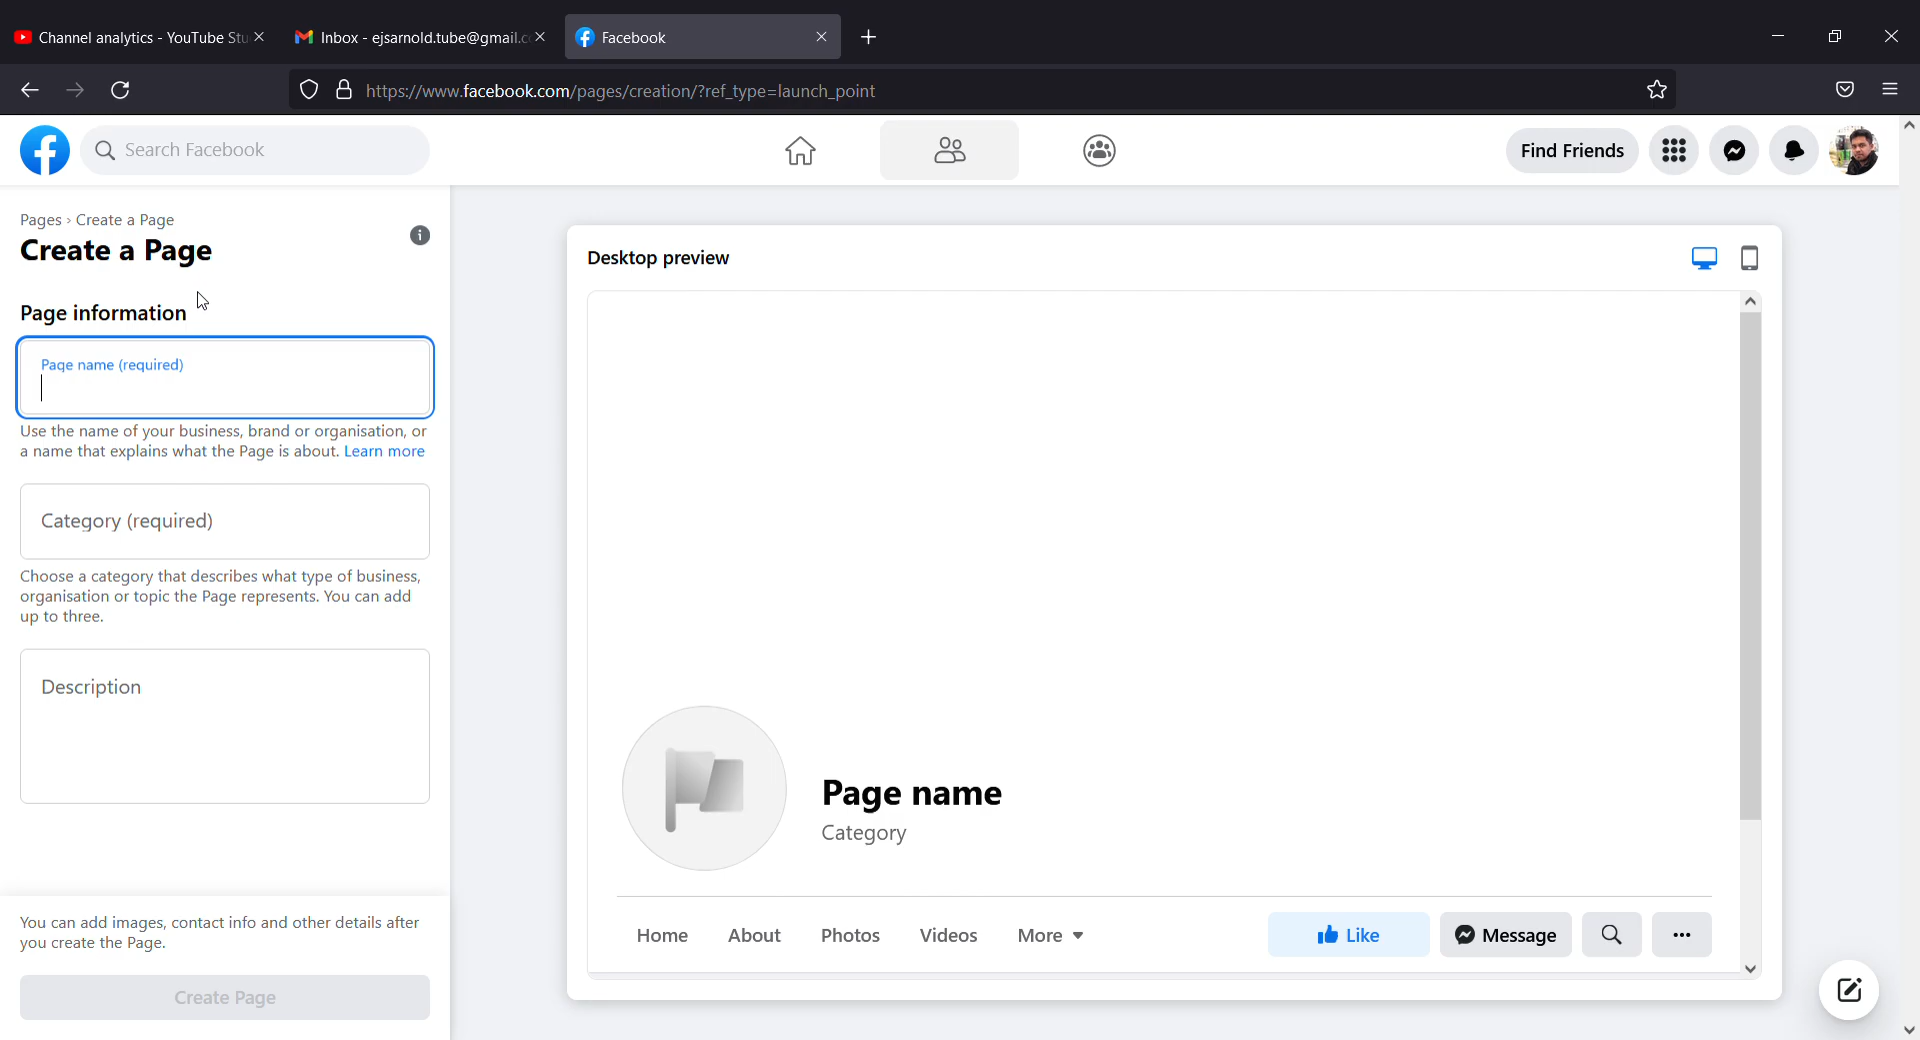 Channel analytics - YouTube Stu
Inbox - ejsarnold.tube@gmail.c
Facebook
https://www.facebook.com/pages/creation/?ref_type=launch_point
Search Facebook
Find Friends
Pages › Create a Page
Create a Page
Page information
Page name (required)
Use the name of your business, brand or organisation, or
a name that explains what the Page is about. Learn more
Category (required)
Choose a category that describes what type of business,
organisation or topic the Page represents. You can add
up to three.
Description
You can add images, contact info and other details after
you create the Page.
Create Page
Desktop preview
Page name
Category
Home About Photos Videos More
Like Message